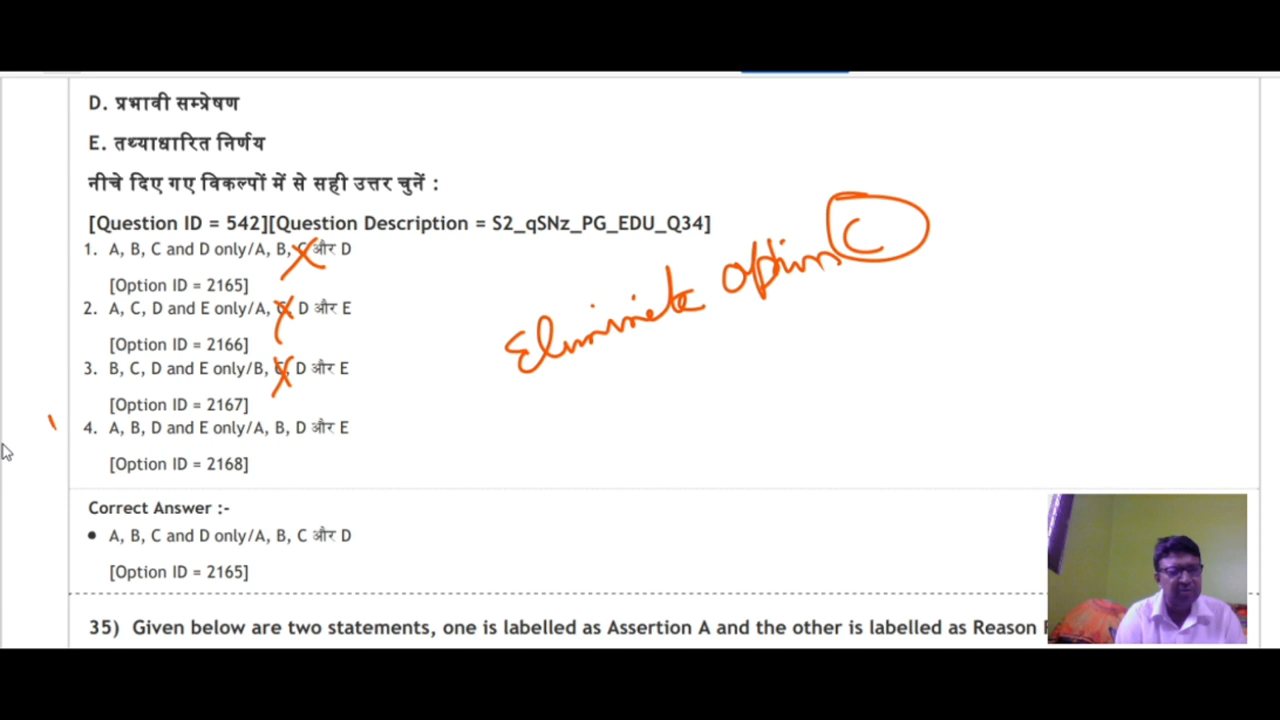 D. प्रभावी सम्प्रेषण
E. तथ्याधारित निर्णय
नीचे दिए गए विकल्पों में से सही उत्तर चुनें :
[Question ID = 542][Question Description = S2_qSNz_PG_EDU_Q34]
1. A, B, C and D only/A, B, C और D
[Option ID = 2165]
2. A, C, D and E only/A, C, D और E
[Option ID = 2166]
3. B, C, D and E only/B, C, D और E
[Option ID = 2167]
4. A, B, D and E only/A, B, D और E
[Option ID = 2168]
Eliminete Option C
Correct Answer :-
A, B, C and D only/A, B, C और D
[Option ID = 2165]
35) Given below are two statements, one is labelled as Assertion A and the other is labelled as Reason